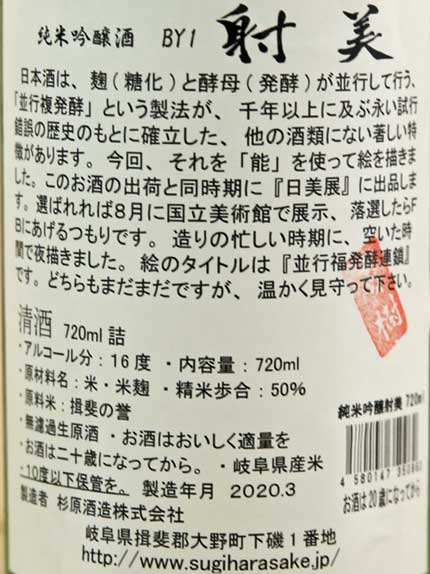 純米吟醸酒 BY1 射美
日本酒は、麹(糖化)と酵母(発酵)が並行して行う、
「並行複発酵」という製法が、千年以上に及ぶ永い試行
錯誤の歴史のもとに確立した、他の酒類にない著しい特
徴があります。今回、それを「能」を使って絵を描きま
した。このお酒の出荷と同時期に『日美展』に出品しま
す。選ばれれば8月に国立美術館で展示、落選したらF
Bにあげるつもりです。造りの忙しい時期に、空いた時
間で夜描きました。絵のタイトルは『並行福発酵連鎖』
です。どちらもまだまだですが、温かく見守って下さい。
清酒 720ml 詰
・アルコール分：16度 ・内容量：720ml
・原材料名：米・米麹 ・精米歩合：50%
・原料米：揖斐の誉
・無濾過生原酒 ・お酒はおいしく適量を
・お酒は二十歳になってから。 ・岐阜県産米
・10度以下保管を。 製造年月 2020.3
製造者 杉原酒造株式会社
岐阜県揖斐郡大野町下磯1番地
http://www.sugiharasake.jp/
純米吟醸射美 720ml
お酒は20歳になってから